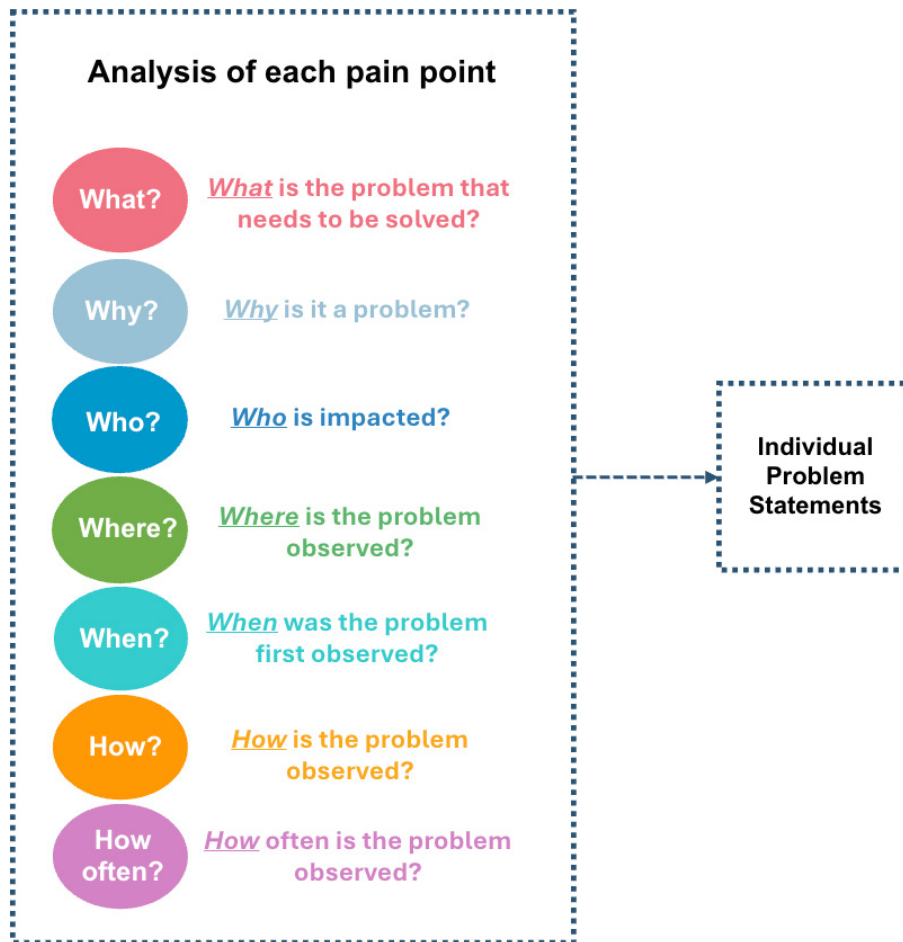 Analysis of each pain point
What?
What is the problem that
needs to be solved?
Why?
Why is it a problem?
Who?
Who is impacted?
Where?
Where is the problem
observed?
When?
When was the problem
first observed?
How?
How is the problem
observed?
How
often?
How often is the problem
observed?
Individual
Problem
Statements